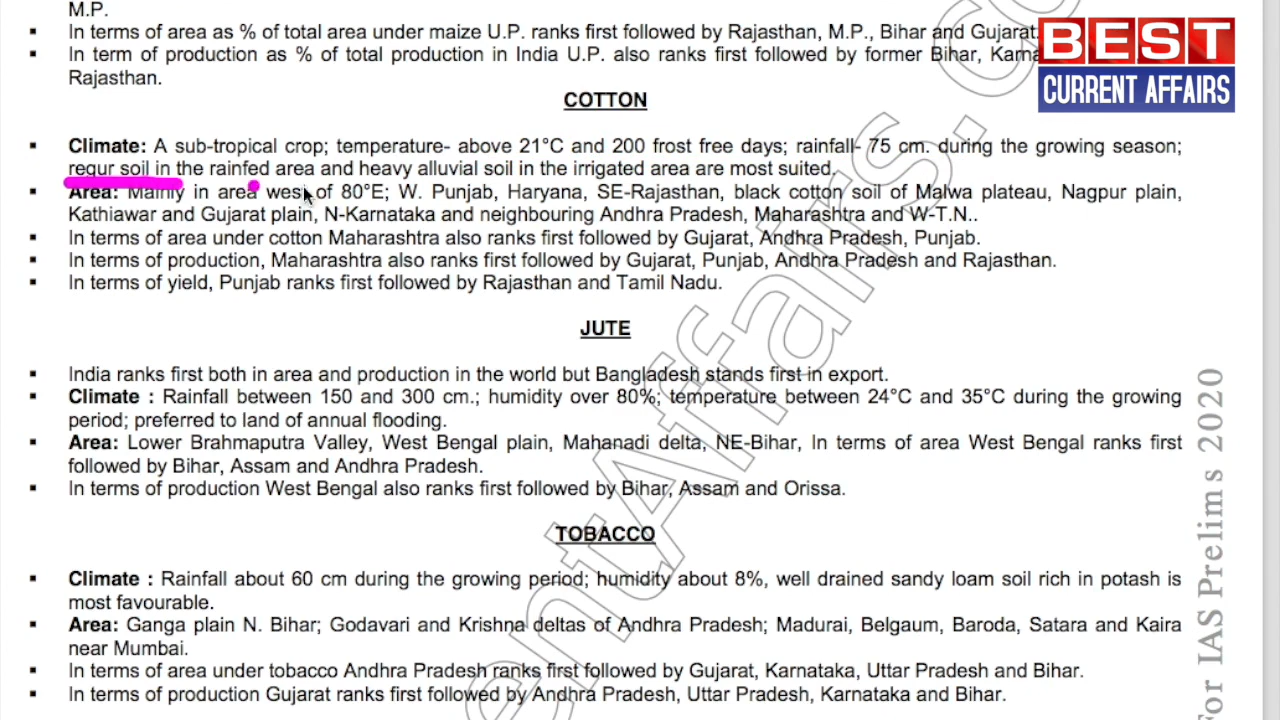 M.P.
In terms of area as % of total area under maize U.P. ranks first followed by Rajasthan, M.P., Bihar and Gujarat.
In term of production as % of total production in India U.P. also ranks first followed by former Bihar,
Rajasthan.
BEST
CURRENT AFFAIRS
COTTON
Climate: A sub-tropical crop; temperature- above 21°C and 200 frost free days; rainfall- 75 cm. during the growing season;
regur soil in the rainfed area and heavy alluvial soil in the irrigated area are most suited.
Area: Mainly in area west of 80°E; W. Punjab, Haryana, SE-Rajasthan, black cotton soil of Malwa plateau, Nagpur plain,
Kathiawar and Gujarat plain, N-Karnataka and neighbouring Andhra Pradesh, Maharashtra and W-T.N..
In terms of area under cotton Maharashtra also ranks first followed by Gujarat, Andhra Pradesh, Punjab.
In terms of production, Maharashtra also ranks first followed by Gujarat, Punjab, Andhra Pradesh and Rajasthan.
In terms of yield, Punjab ranks first followed by Rajasthan and Tamil Nadu.
JUTE
India ranks first both in area and production in the world but Bangladesh stands first in export.
Climate : Rainfall between 150 and 300 cm.; humidity over 80%; temperature between 24°C and 35°C during the growing
period; preferred to land of annual flooding.
Area: Lower Brahmaputra Valley, West Bengal plain, Mahanadi delta, NE-Bihar, In terms of area West Bengal ranks first
followed by Bihar, Assam and Andhra Pradesh.
In terms of production West Bengal also ranks first followed by Bihar, Assam and Orissa.
TOBACCO
Climate : Rainfall about 60 cm during the growing period; humidity about 8%, well drained sandy loam soil rich in potash is
most favourable.
Area: Ganga plain N. Bihar; Godavari and Krishna deltas of Andhra Pradesh; Madurai, Belgaum, Baroda, Satara and Kaira
near Mumbai.
In terms of area under tobacco Andhra Pradesh ranks first followed by Gujarat, Karnataka, Uttar Pradesh and Bihar.
In terms of production Gujarat ranks first followed by Andhra Pradesh, Uttar Pradesh, Karnataka and Bihar.
entAffairs.co
For IAS Prelims 2020